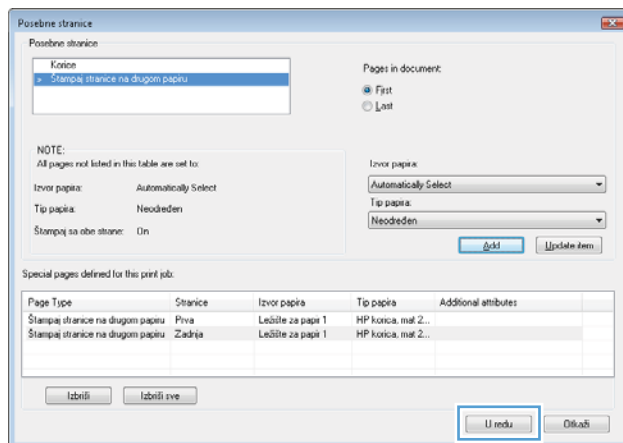 Posebne stranice
Posebne stranice
Korice
» Štampaj stranice na drugom papiru
Pages in document:
First
Last
NOTE:
All pages not listed in this table are set to:
Izvor papira: Automatically Select
Tip papira: Neodređen
Štampaj sa obe strane: On
Izvor papira:
Automatically Select
Tip papira:
Neodređen
Add Update item
Special pages defined for this print job:
Page Type Stranice Izvor papira Tip papira Additional attributes
Štampaj stranice na drugom papiru Prva Ležište za papir 1 HP korica, mat 2...
Štampaj stranice na drugom papiru Zadnja Ležište za papir 1 HP korica, mat 2...
Izbriši Izbriši sve
U redu Otkaži